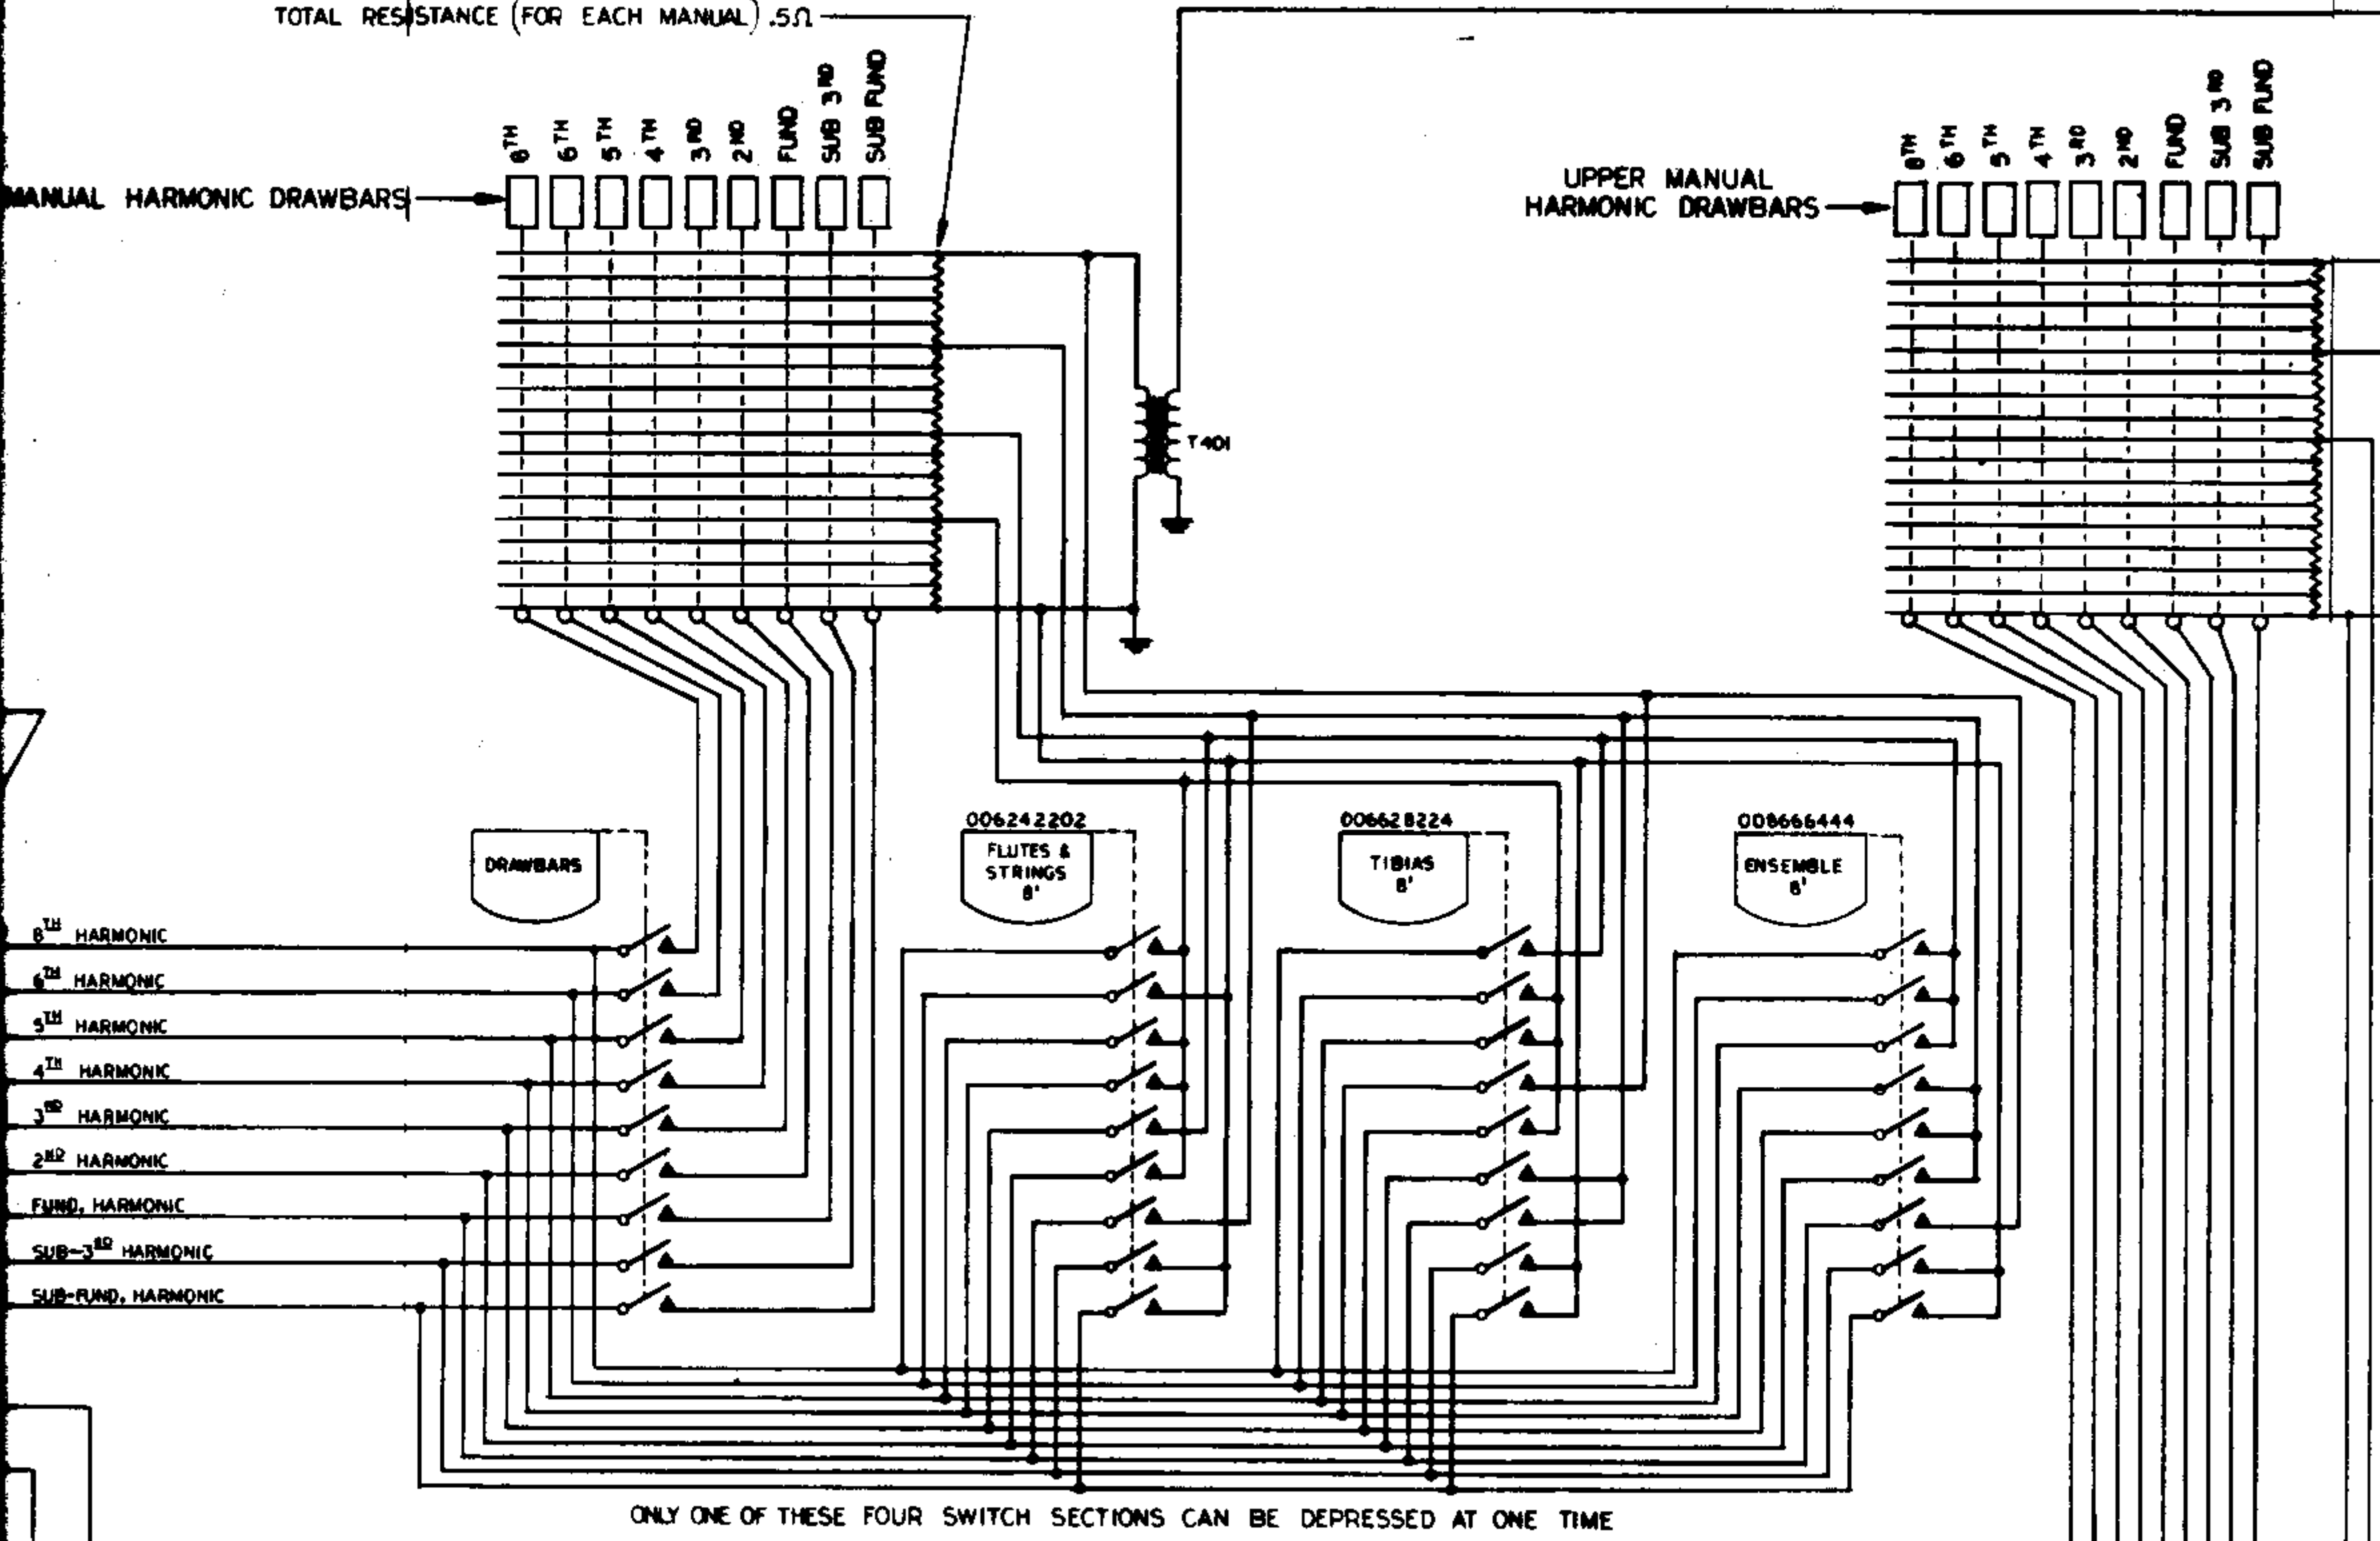 TOTAL RESISTANCE (FOR EACH MANUAL) .5Ω
8TH
6TH
5TH
4TH
3RD
2ND
FUND
SUB 3RD
SUB FUND
MANUAL HARMONIC DRAWBARS
8TH
6TH
5TH
4TH
3RD
2ND
FUND
SUB 3RD
SUB FUND
UPPER MANUAL
HARMONIC DRAWBARS
T401
DRAWBARS
006242202
FLUTES &
STRINGS
8'
006628224
TIBIAS
8'
008666444
ENSEMBLE
8'
8TH HARMONIC
6TH HARMONIC
5TH HARMONIC
4TH HARMONIC
3RD HARMONIC
2ND HARMONIC
FUND. HARMONIC
SUB-3RD HARMONIC
SUB-FUND. HARMONIC
ONLY ONE OF THESE FOUR SWITCH SECTIONS CAN BE DEPRESSED AT ONE TIME